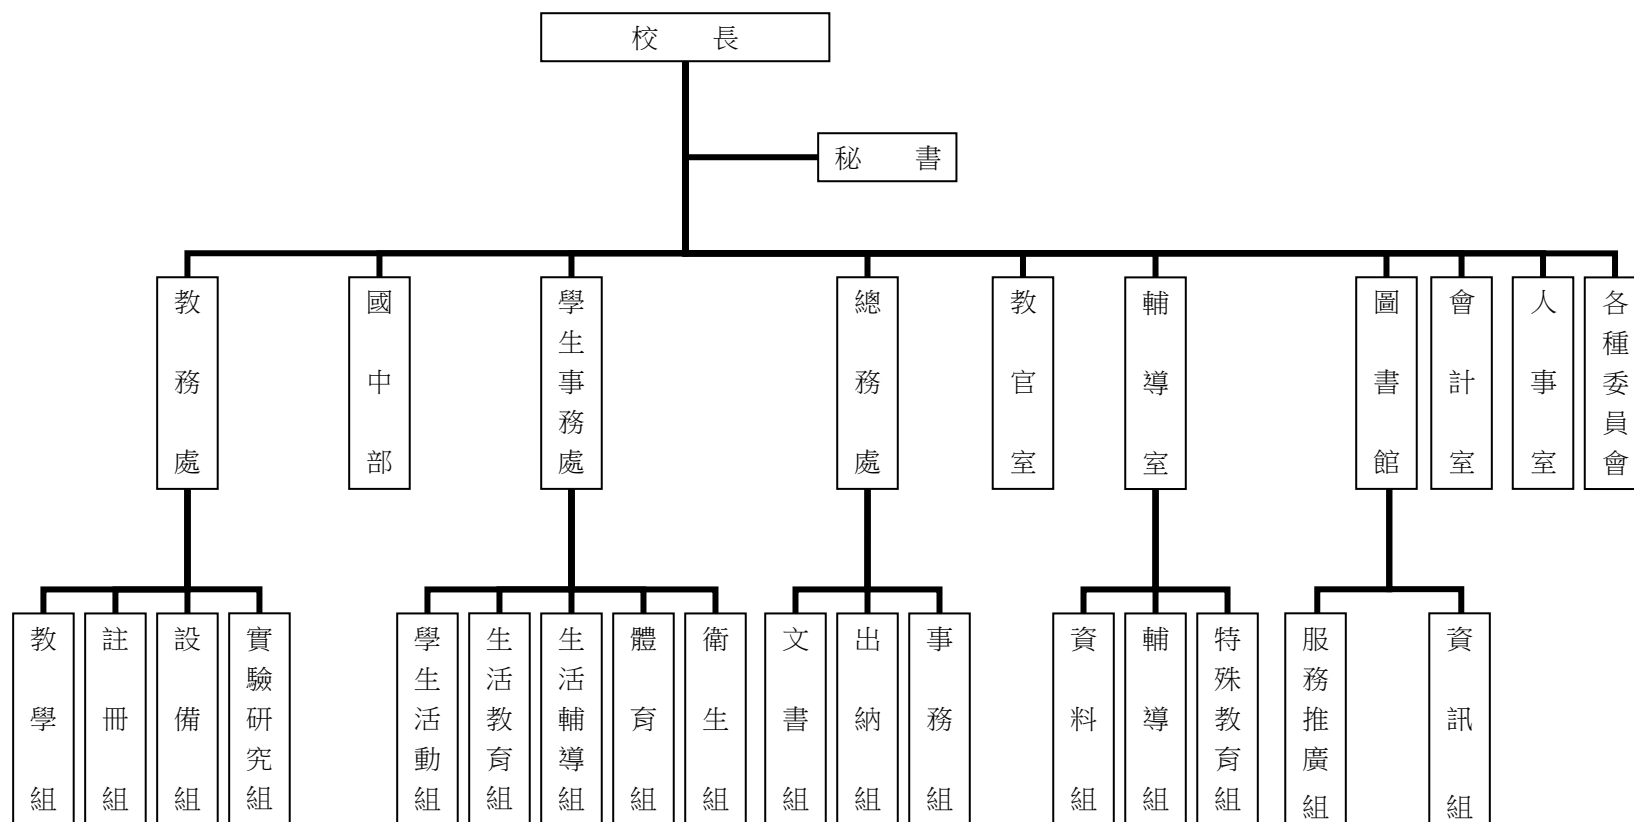 校長
秘書
教務處
國中部
學生事務處
總務處
教官室
輔導室
圖書館
會計室
人事室
各種委員會
教學組
註冊組
設備組
實驗研究組
學生活動組
生活教育組
生活輔導組
體育組
衛生組
文書組
出納組
事務組
資料組
輔導組
特殊教育組
服務推廣組
資訊組